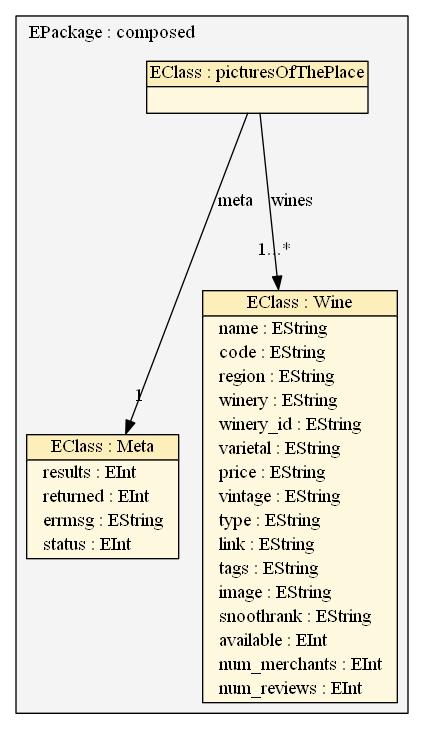 EPackage : composed
EClass : picturesOfThePlace
meta
wines
1...*
1
EClass : Wine
name : EString
code : EString
region : EString
winery : EString
winery_id : EString
varietal : EString
price : EString
vintage : EString
type : EString
link : EString
tags : EString
image : EString
snoothrank : EString
available : EInt
num_merchants : EInt
num_reviews : EInt
EClass : Meta
results : EInt
returned : EInt
errmsg : EString
status : EInt